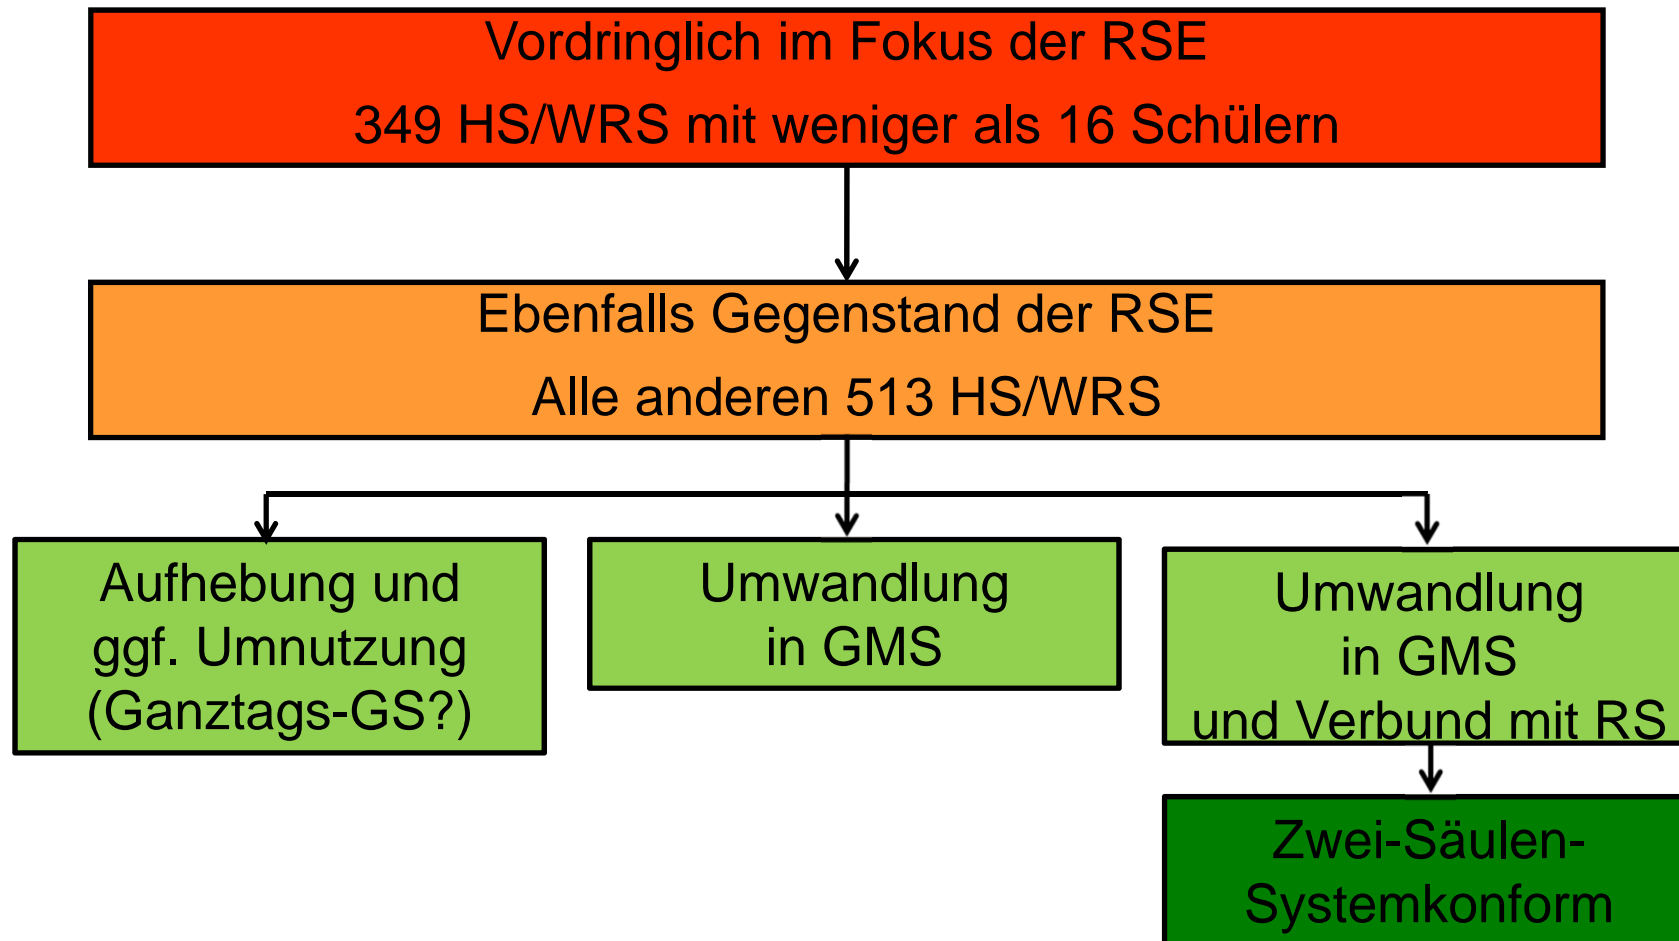 Vordringlich im Fokus der RSE
349 HS/WRS mit weniger als 16 Schülern
Ebenfalls Gegenstand der RSE
Alle anderen 513 HS/WRS
Aufhebung und
ggf. Umnutzung
(Ganztags-GS?)
Umwandlung
in GMS
Umwandlung
in GMS
und Verbund mit RS
Zwei-Säulen-
Systemkonform